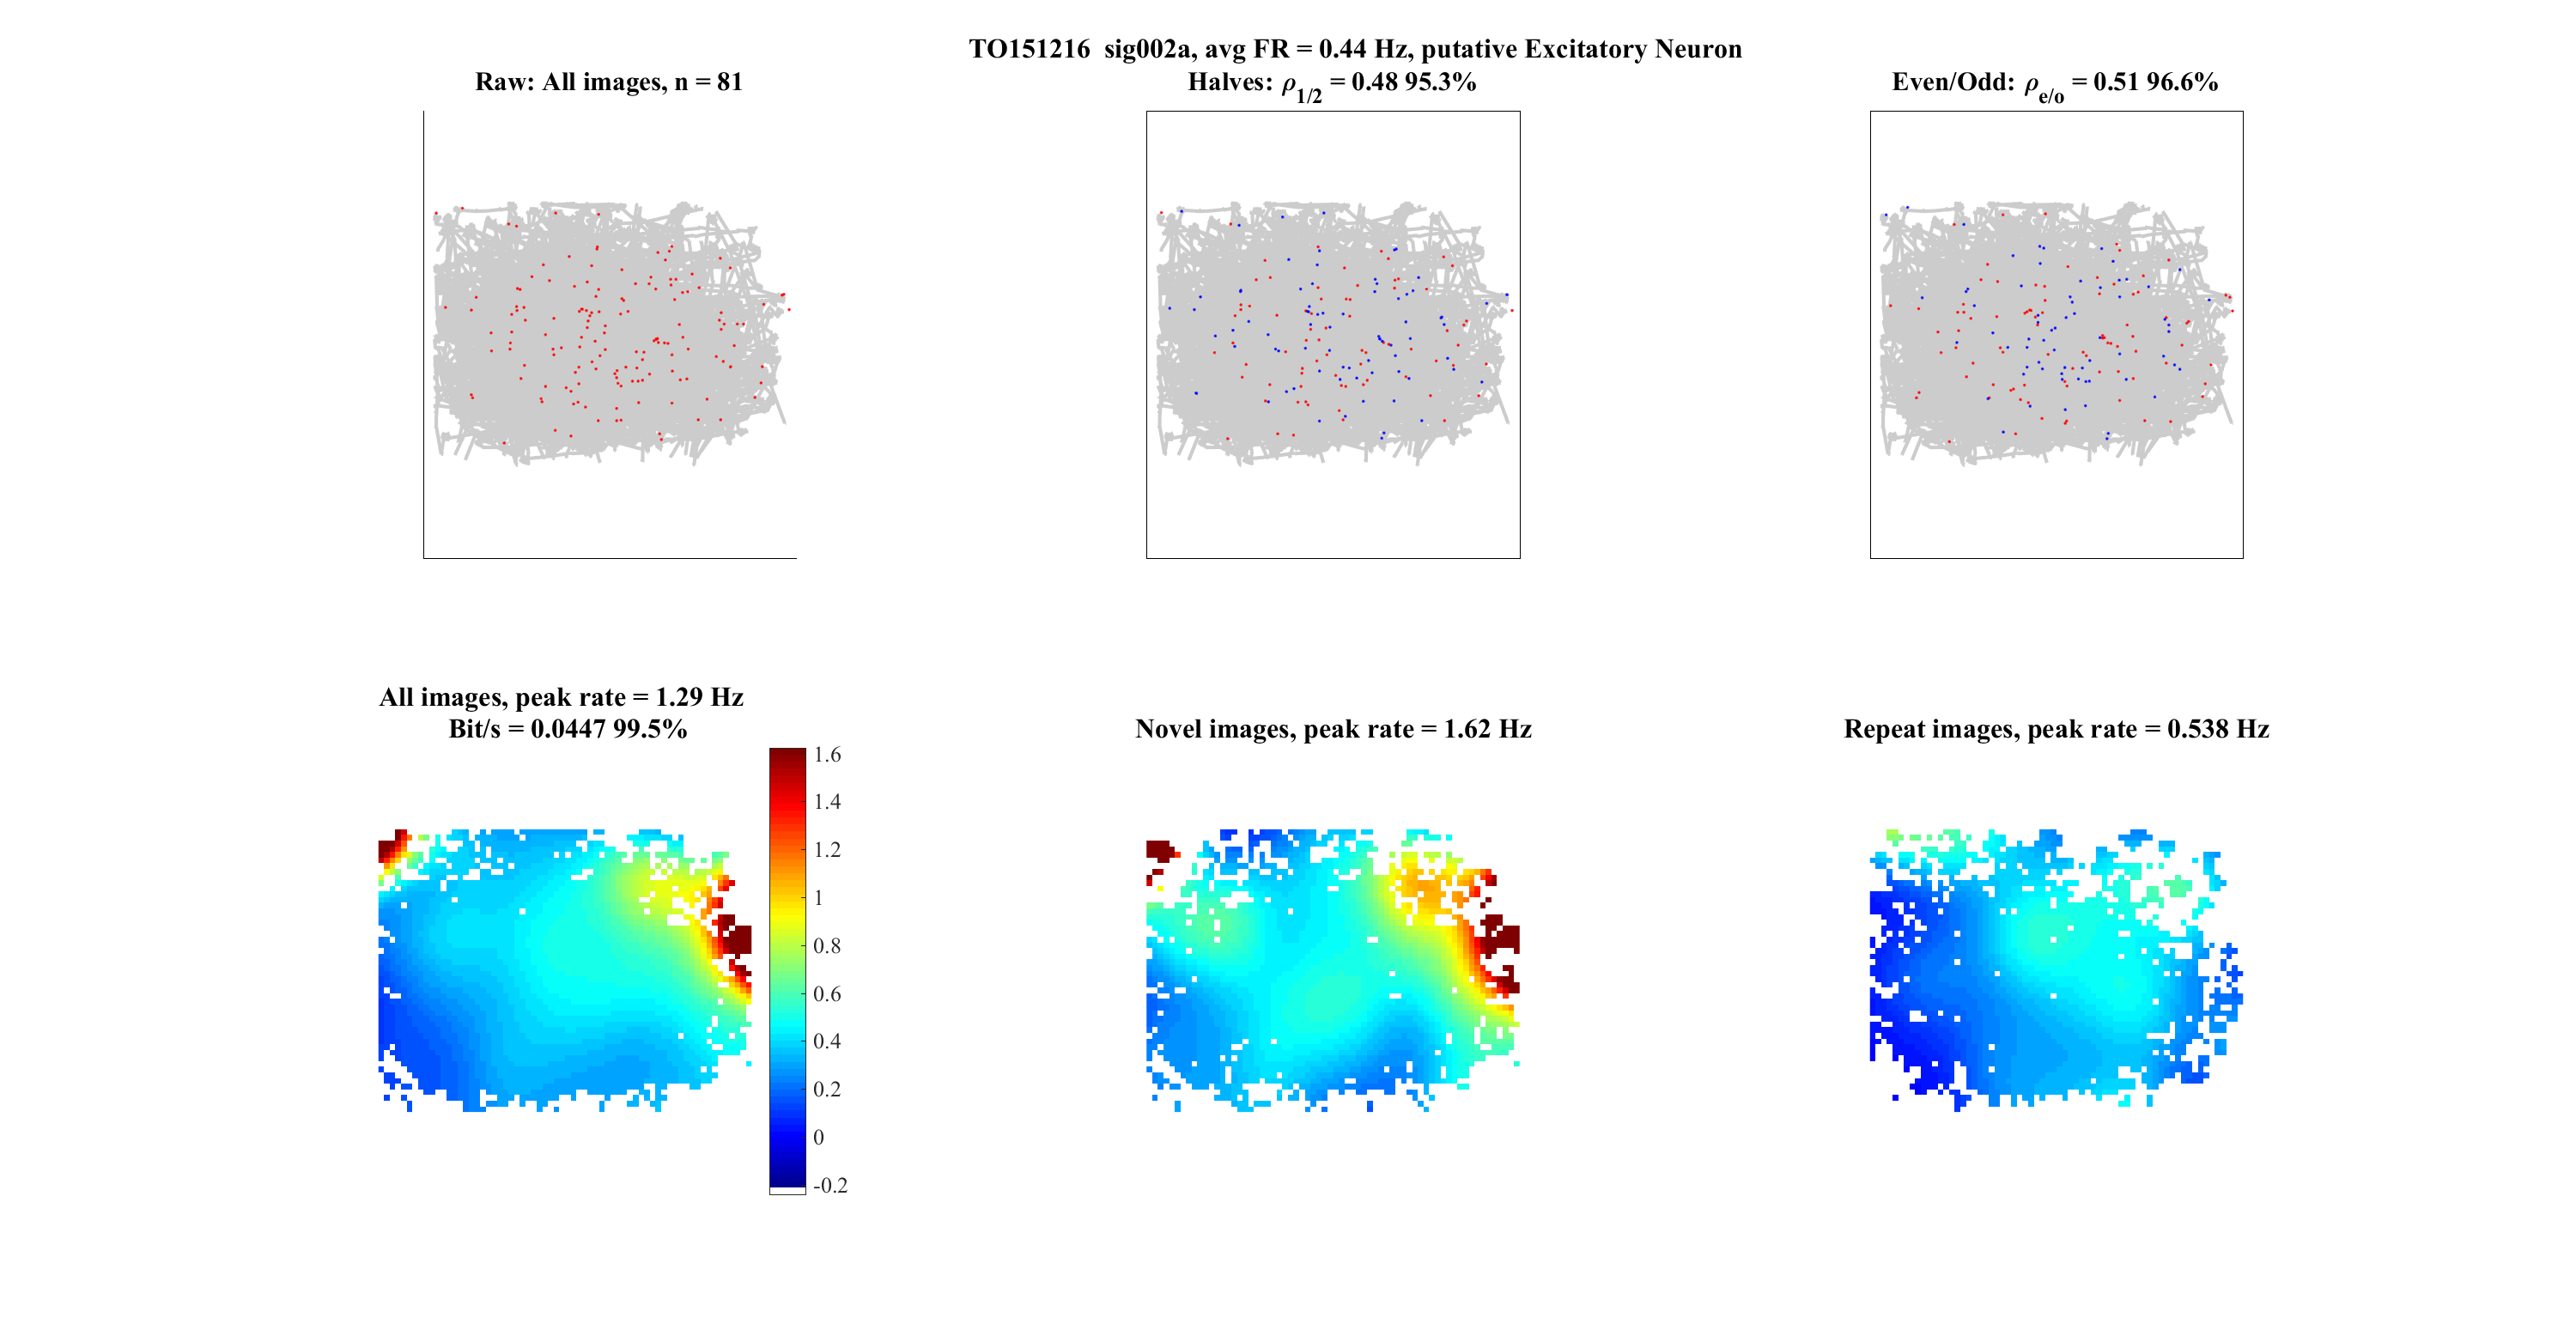 TO151216  sig002a, avg FR = 0.44 Hz, putative Excitatory Neuron
Raw: All images, n = 81
Halves: ρ1/2 = 0.48 95.3%
Even/Odd: ρe/o = 0.51 96.6%
All images, peak rate = 1.29 Hz
Bit/s = 0.0447 99.5%
1.6
1.4
1.2
1
0.8
0.6
0.4
0.2
0
-0.2
Novel images, peak rate = 1.62 Hz
Repeat images, peak rate = 0.538 Hz